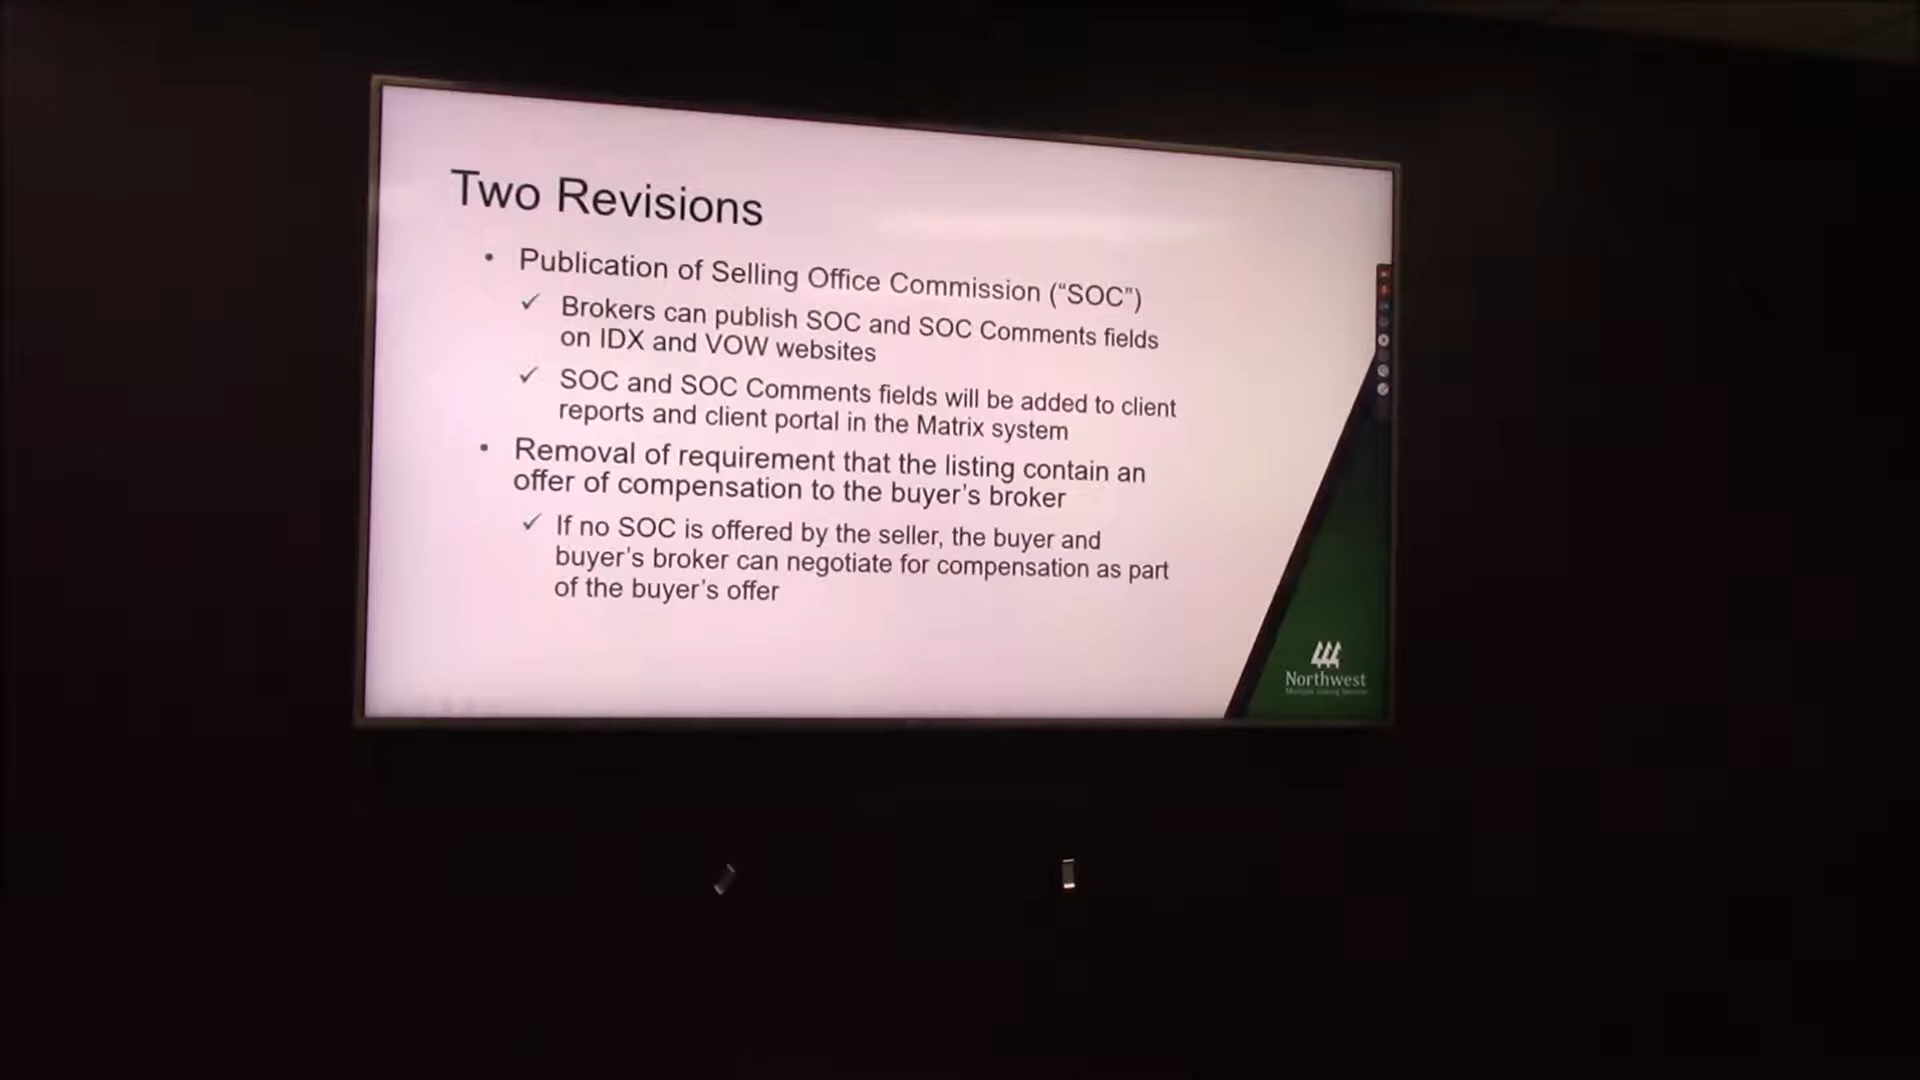 Two Revisions
• Publication of Selling Office Commission (“SOC”)
✓ Brokers can publish SOC and SOC Comments fields
on IDX and VOW websites
✓ SOC and SOC Comments fields will be added to client
reports and client portal in the Matrix system
• Removal of requirement that the listing contain an
offer of compensation to the buyer’s broker
✓ If no SOC is offered by the seller, the buyer and
buyer’s broker can negotiate for compensation as part
of the buyer’s offer
Northwest